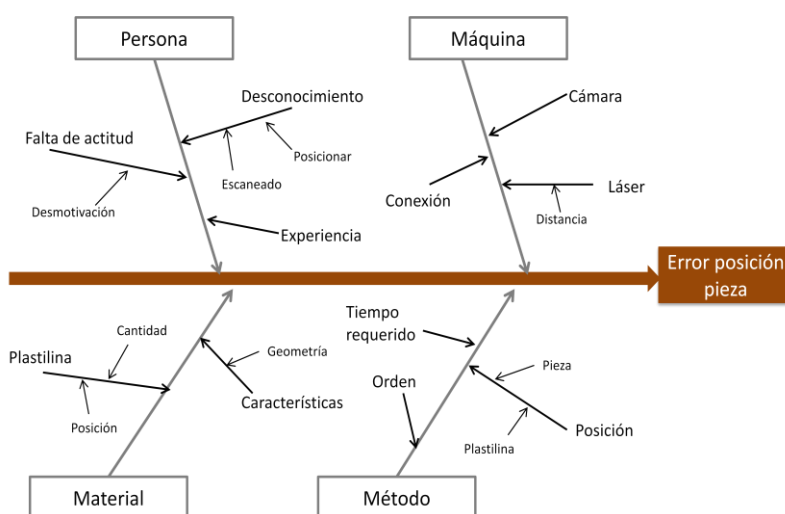 Persona
Máquina
Desconocimiento
Cámara
Falta de actitud
Posicionar
Escaneado
Desmotivación
Conexión
Láser
Distancia
Experiencia
Error posición
pieza
Tiempo
requerido
Cantidad
Geometría
Plastilina
Pieza
Orden
Características
Posición
Posición
Plastilina
Material
Método